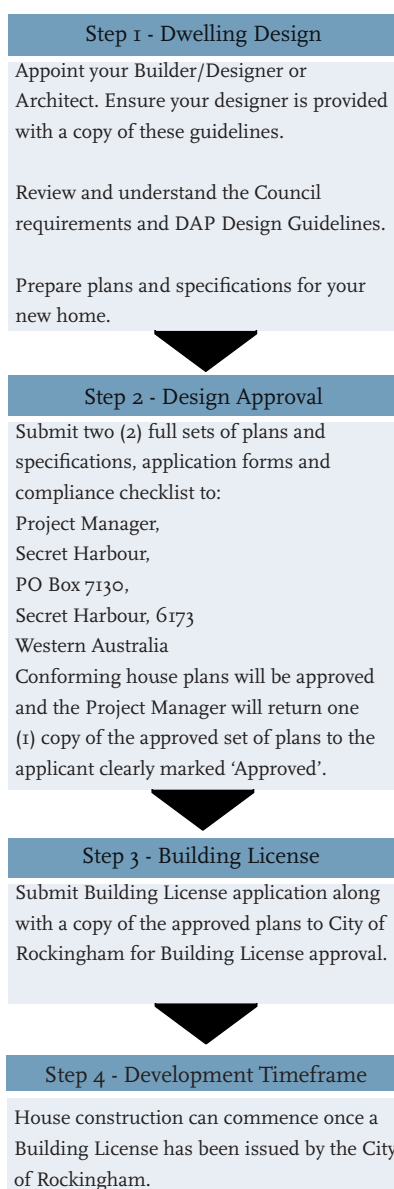 Step 1 - Dwelling Design
Appoint your Builder/Designer or
Architect. Ensure your designer is provided
with a copy of these guidelines.
Review and understand the Council
requirements and DAP Design Guidelines.
Prepare plans and specifications for your
new home.
Step 2 - Design Approval
Submit two (2) full sets of plans and
specifications, application forms and
compliance checklist to:
Project Manager,
Secret Harbour,
PO Box 7130,
Secret Harbour, 6173
Western Australia
Conforming house plans will be approved
and the Project Manager will return one
(1) copy of the approved set of plans to the
applicant clearly marked ‘Approved’.
Step 3 - Building License
Submit Building License application along
with a copy of the approved plans to City of
Rockingham for Building License approval.
Step 4 - Development Timeframe
House construction can commence once a
Building License has been issued by the City
of Rockingham.